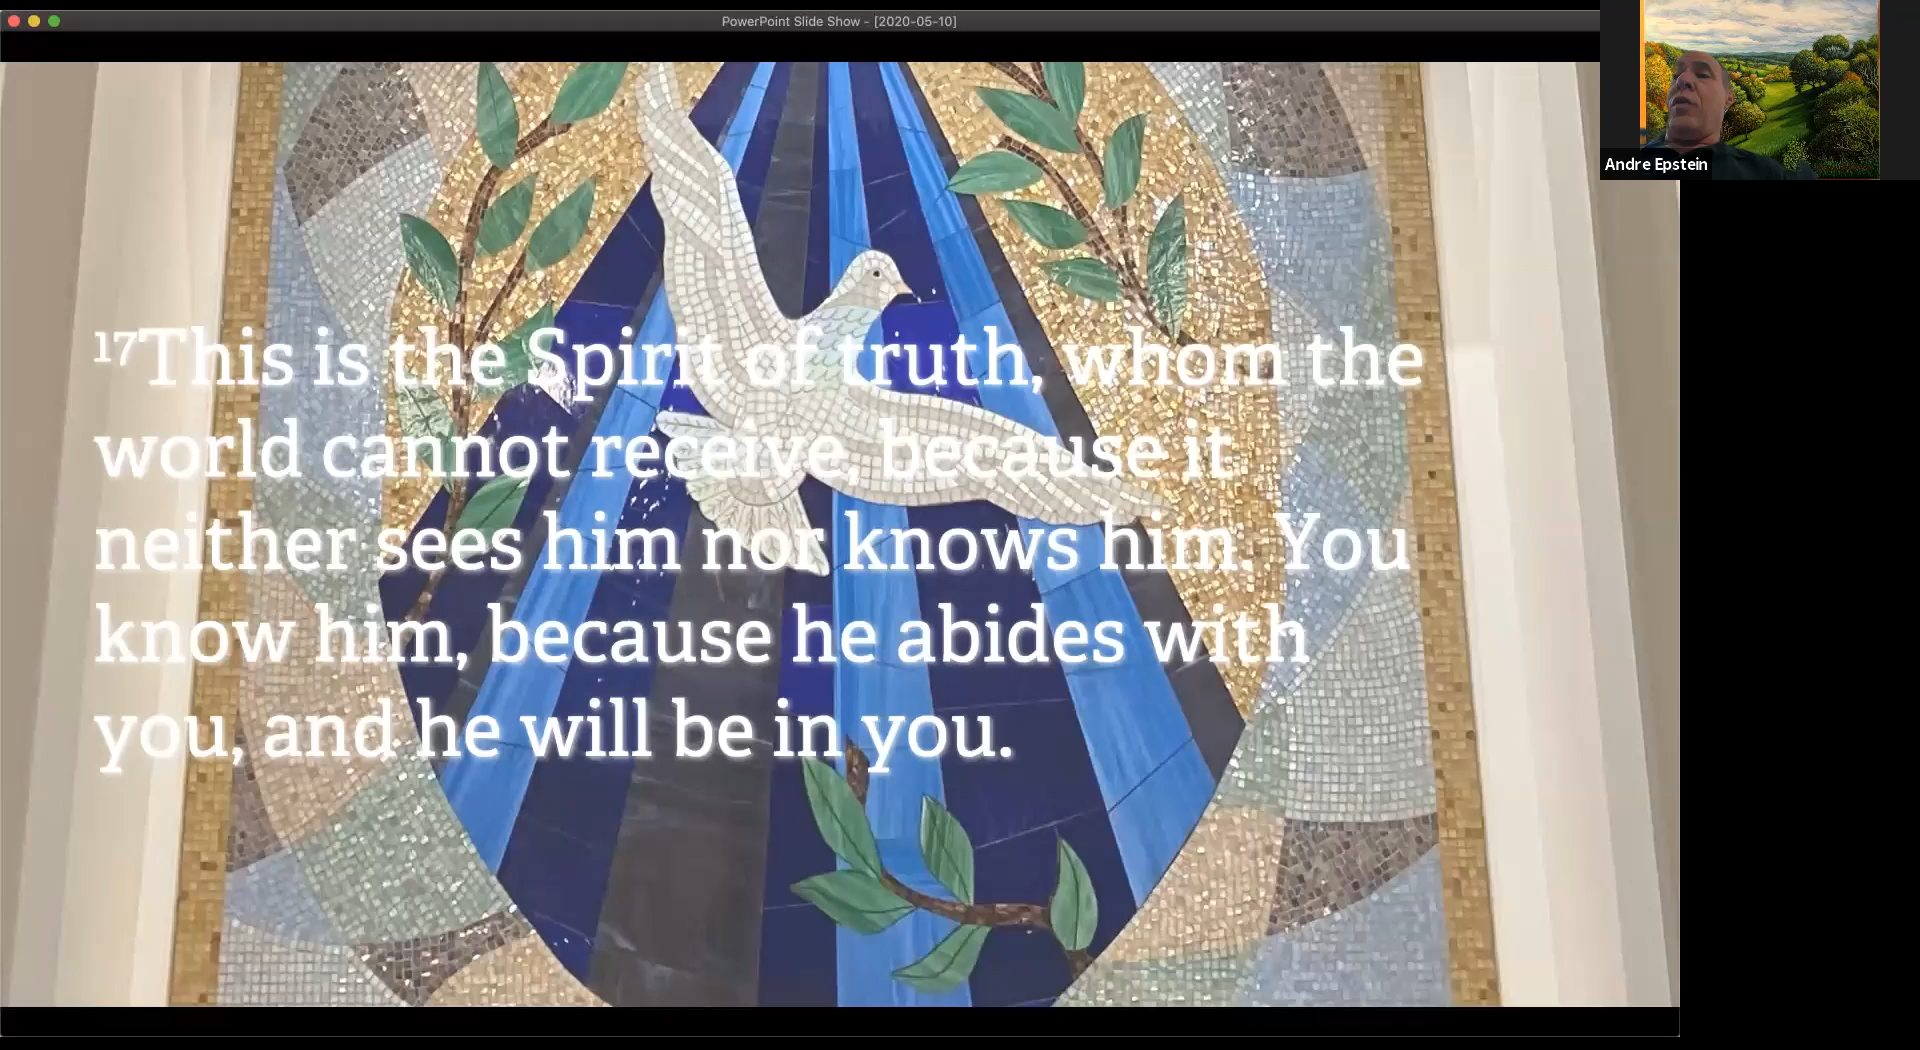 PowerPoint Slide Show - [2020-05-10]
Andre Epstein
¹⁷This is the Spirit of truth, whom the
world cannot receive, because it
neither sees him nor knows him. You
know him, because he abides with
you, and he will be in you.